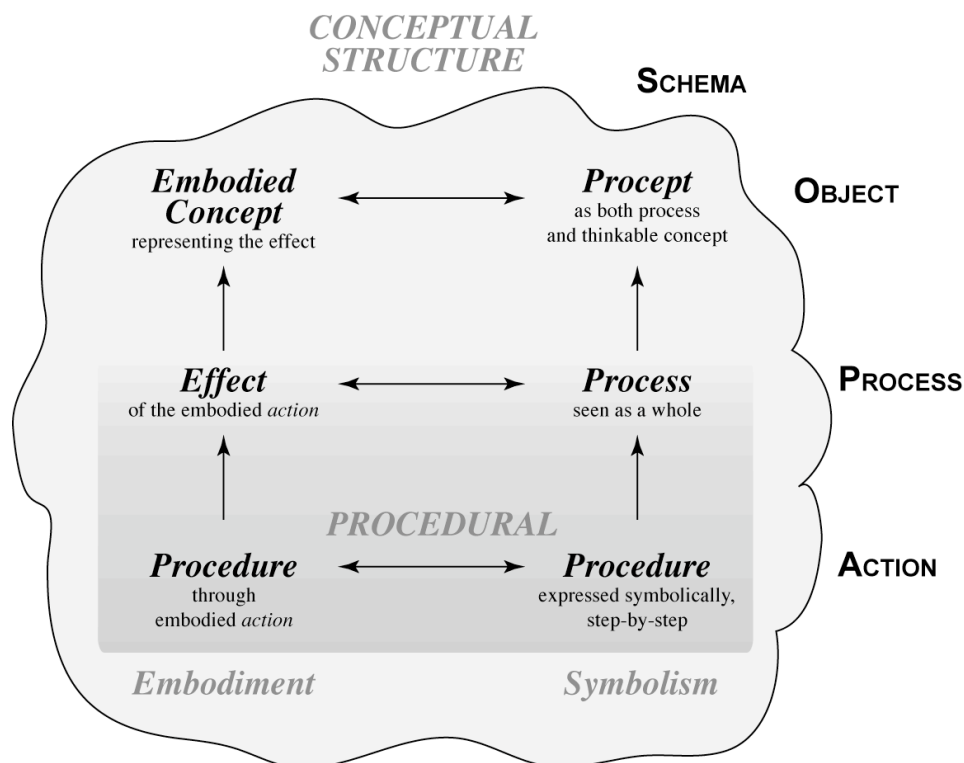 CONCEPTUAL
STRUCTURE
SCHEMA
Embodied
Concept
representing the effect
Procept
as both process
and thinkable concept
OBJECT
Effect
of the embodied action
Process
seen as a whole
PROCESS
PROCEDURAL
Procedure
through
embodied action
Procedure
expressed symbolically,
step-by-step
ACTION
Embodiment
Symbolism